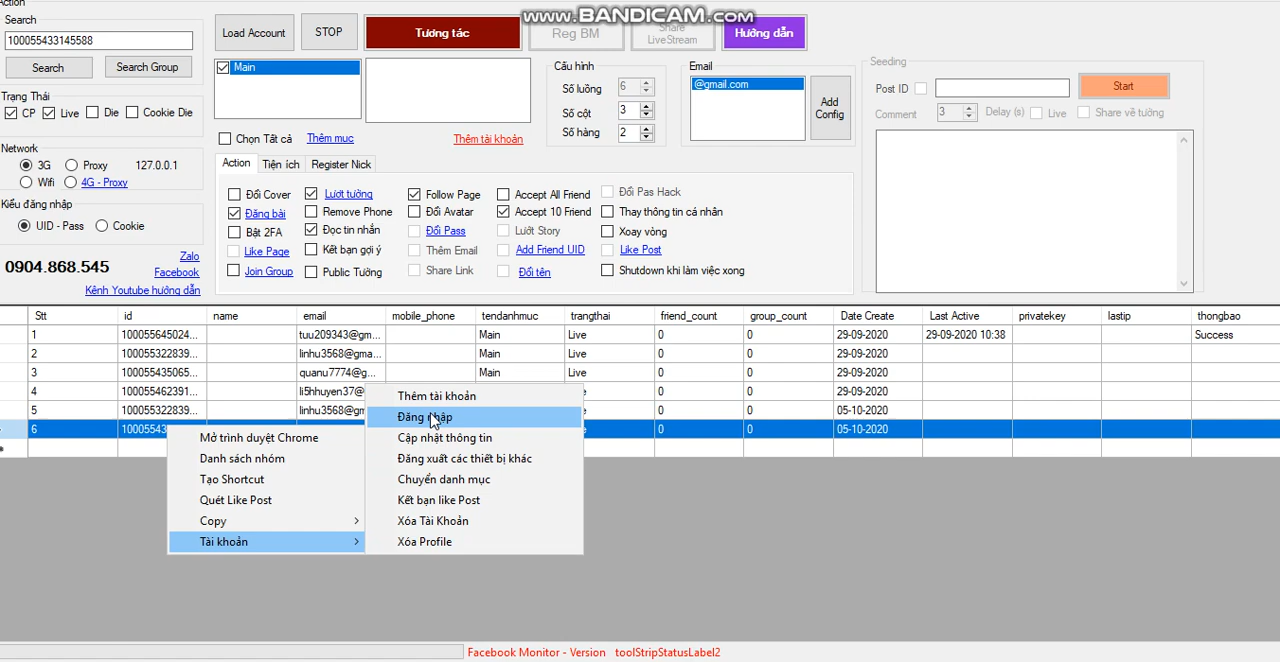 Action
www.BANDICAM.com
Search
100055433145588
Search
Search Group
Load Account
STOP
Tương tác
Reg BM
Share LiveStream
Hướng dẫn
Trạng Thái
CP
Live
Die
Cookie Die
Main
Chọn Tất cả
Thêm mục
Thêm tài khoản
Cấu hình
Số luồng 6
Số cột 3
Số hàng 2
Email
@gmail.com
Add Config
Seeding
Post ID
Start
Comment 3 Delay (s)
Live
Share về tường
Network
3G
Proxy
127.0.0.1
Wifi
4G - Proxy
Kiểu đăng nhập
UID - Pass
Cookie
0904.868.545
Zalo
Facebook
Kênh Youtube hướng dẫn
Action
Tiện ích
Register Nick
Đổi Cover
Lướt tường
Follow Page
Accept All Friend
Đổi Pas Hack
Đăng bài
Remove Phone
Đổi Avatar
Accept 10 Friend
Thay thông tin cá nhân
Bật 2FA
Đọc tin nhắn
Đổi Pass
Lướt Story
Xoay vòng
Like Page
Kết bạn gợi ý
Thêm Email
Add Friend UID
Like Post
Join Group
Public Tường
Share Link
Đổi tên
Shutdown khi làm việc xong
Stt id name email mobile_phone tendanhmuc trangthai friend_count group_count Date Create Last Active privatekey lastip thongbao
1 100055645024... tuu209343@gm... Main Live 0 0 29-09-2020 29-09-2020 10:38 Success
2 100055322839... linhu3568@gma... Main Live 0 0 29-09-2020
3 100055435065... quanu7774@g... Main Live 0 0 29-09-2020
4 100055462391... li5hhuyen37@ 0 0 29-09-2020
5 100055322839... linhu3568@gm 0 0 05-10-2020
6 1000554 0 0 05-10-2020
Mở trình duyệt Chrome
Danh sách nhóm
Tạo Shortcut
Quét Like Post
Copy
Tài khoản
Thêm tài khoản
Đăng nhập
Cập nhật thông tin
Đăng xuất các thiết bị khác
Chuyển danh mục
Kết bạn like Post
Xóa Tài Khoản
Xóa Profile
Facebook Monitor - Version toolStripStatusLabel2